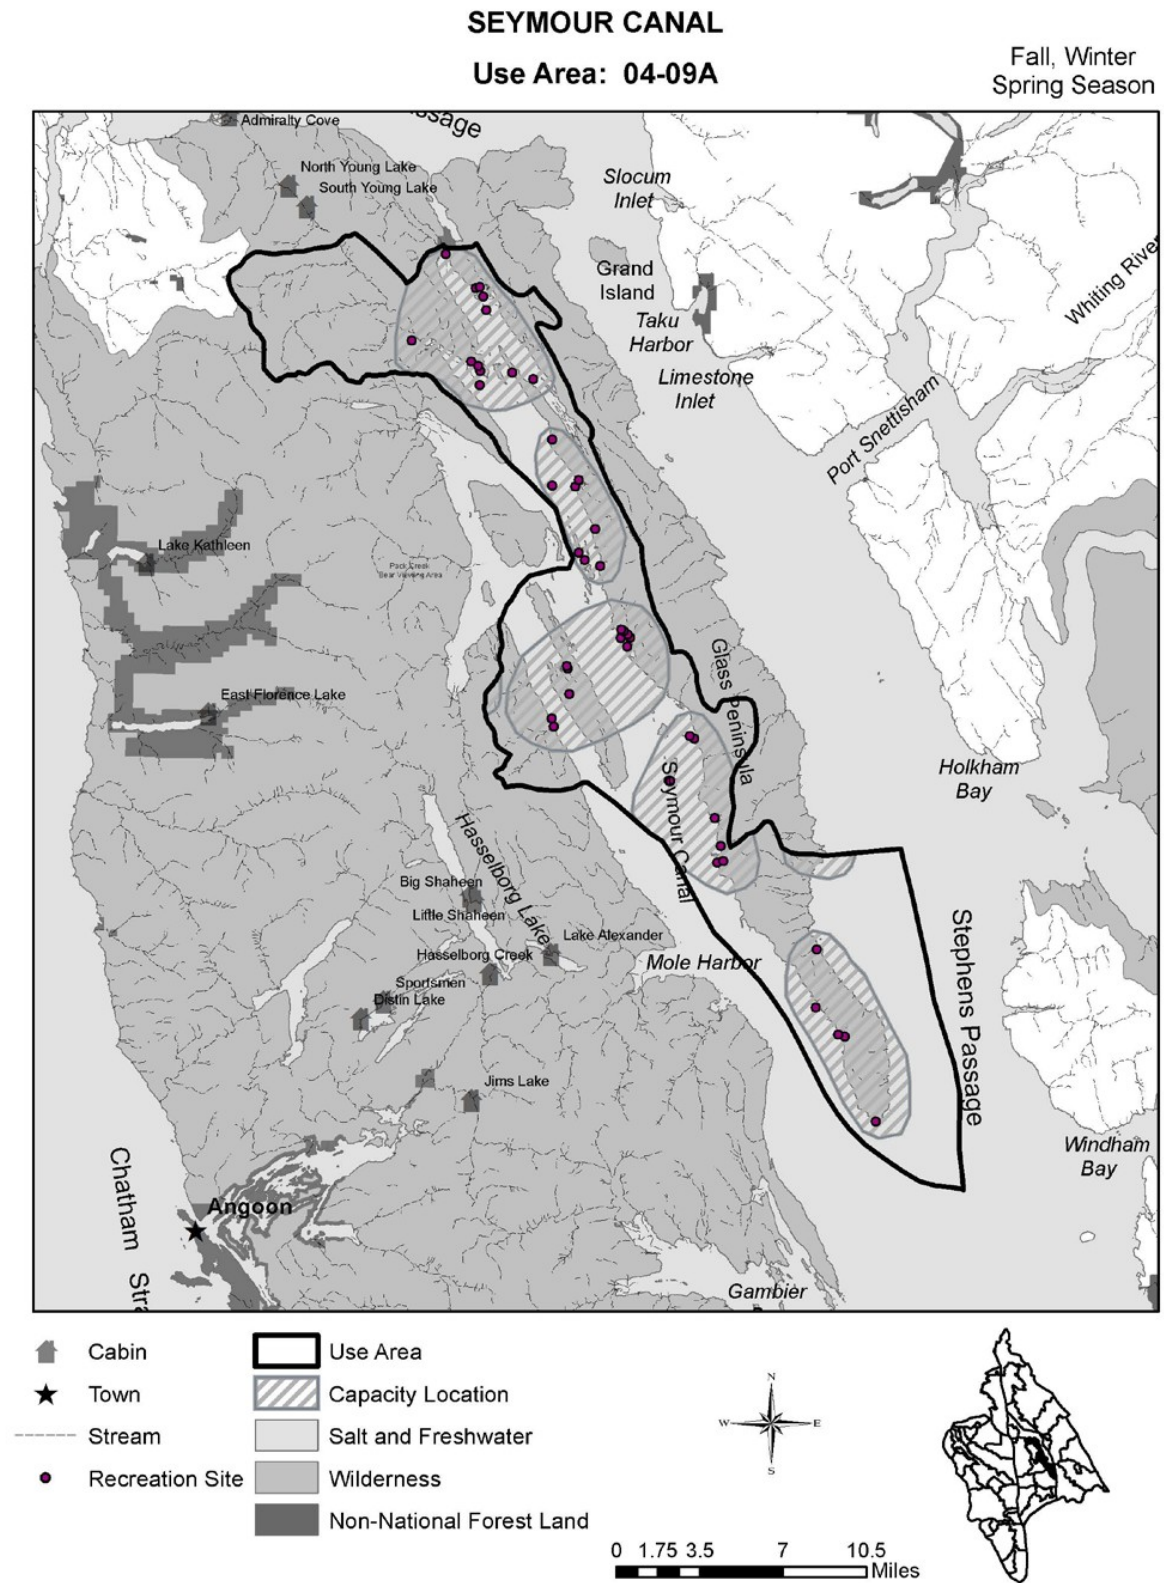 SEYMOUR CANAL
Use Area: 04-09A
Fall, Winter
Spring Season
Admiralty Cove
ssage
North Young Lake
South Young Lake
Slocum
Inlet
Grand
Island
Taku
Harbor
Limestone
Inlet
Whiting River
Port Snettisham
Lake Kathleen
Pack Creek
Bear Viewing Area
East Florence Lake
Glass Peninsula
Holkham
Bay
Seymour Canal
Hasselborg Lake
Big Shaheen
Little Shaheen
Lake Alexander
Hasselborg Creek
Mole Harbor
Sportsmen
Distin Lake
Stephens Passage
Jims Lake
Windham
Bay
Chatham Stra
Angoon
Gambier
Cabin
Town
Stream
Recreation Site
Use Area
Capacity Location
Salt and Freshwater
Wilderness
Non-National Forest Land
N
W
E
S
0 1.75 3.5 7 10.5
Miles